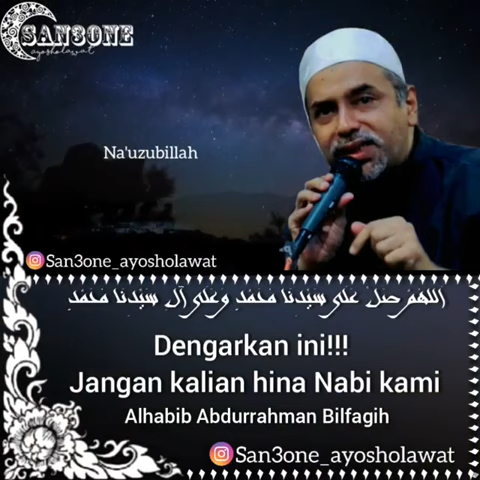 SAN3ONE
ayosholawat
Na'uzubillah
San3one_ayosholawat
اللهم صل على سيدنا محمد وعلى آل سيدنا محمد
Dengarkan ini!!!
Jangan kalian hina Nabi kami
Alhabib Abdurrahman Bilfagih
San3one_ayosholawat